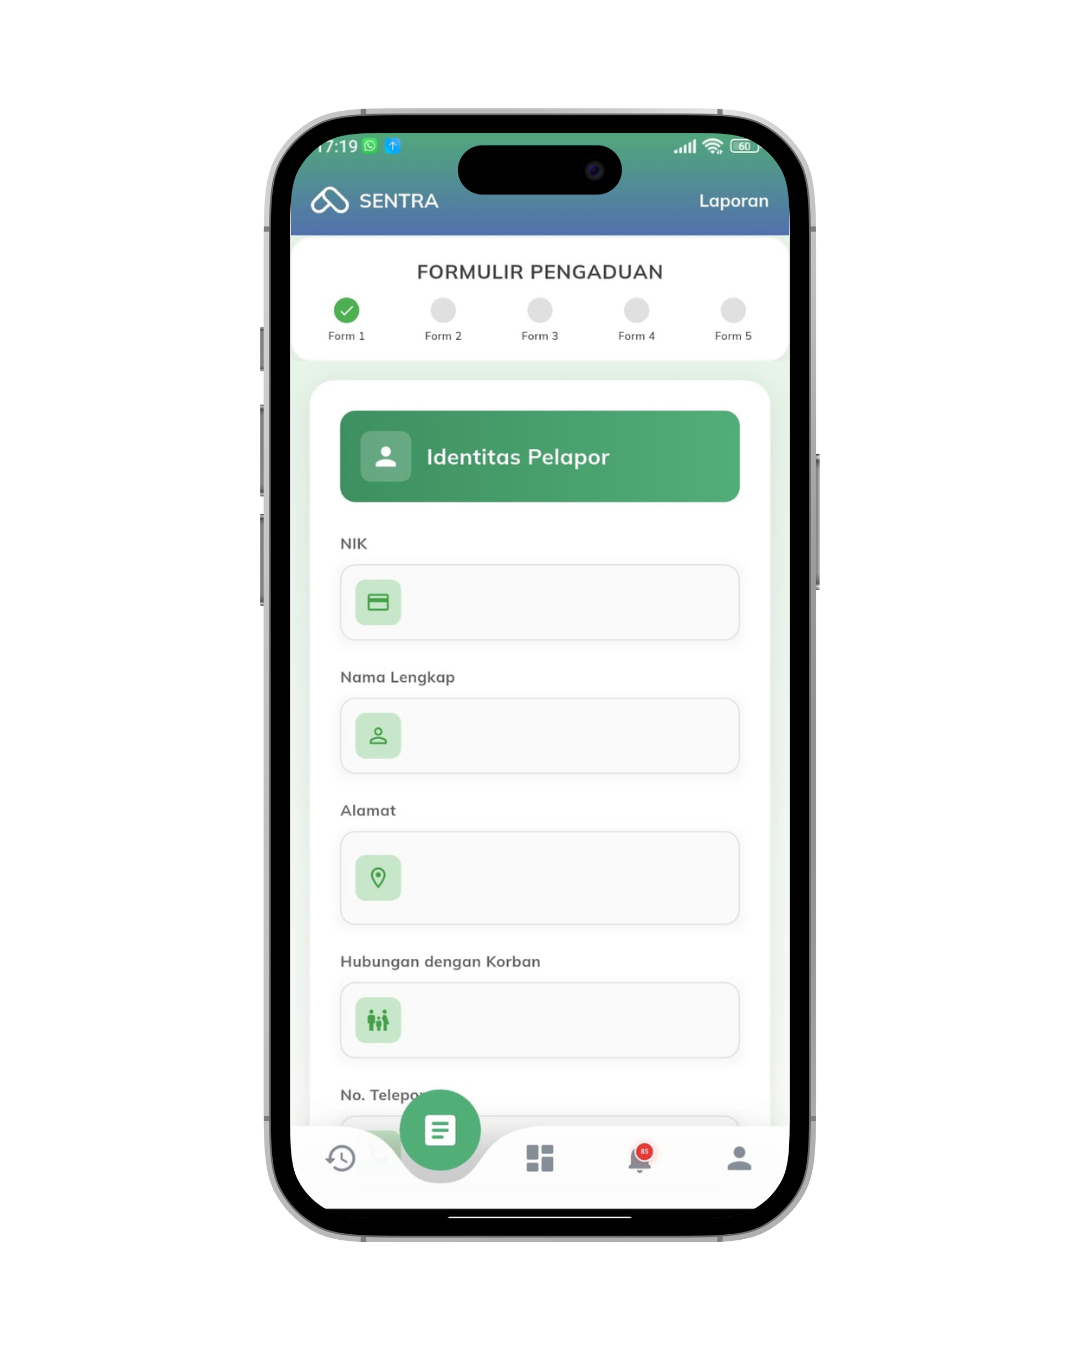 17:19 60
SENTRA Laporan
FORMULIR PENGADUAN
Form 1 Form 2 Form 3 Form 4 Form 5
Identitas Pelapor
NIK
Nama Lengkap
Alamat
Hubungan dengan Korban
No. Telepo
85